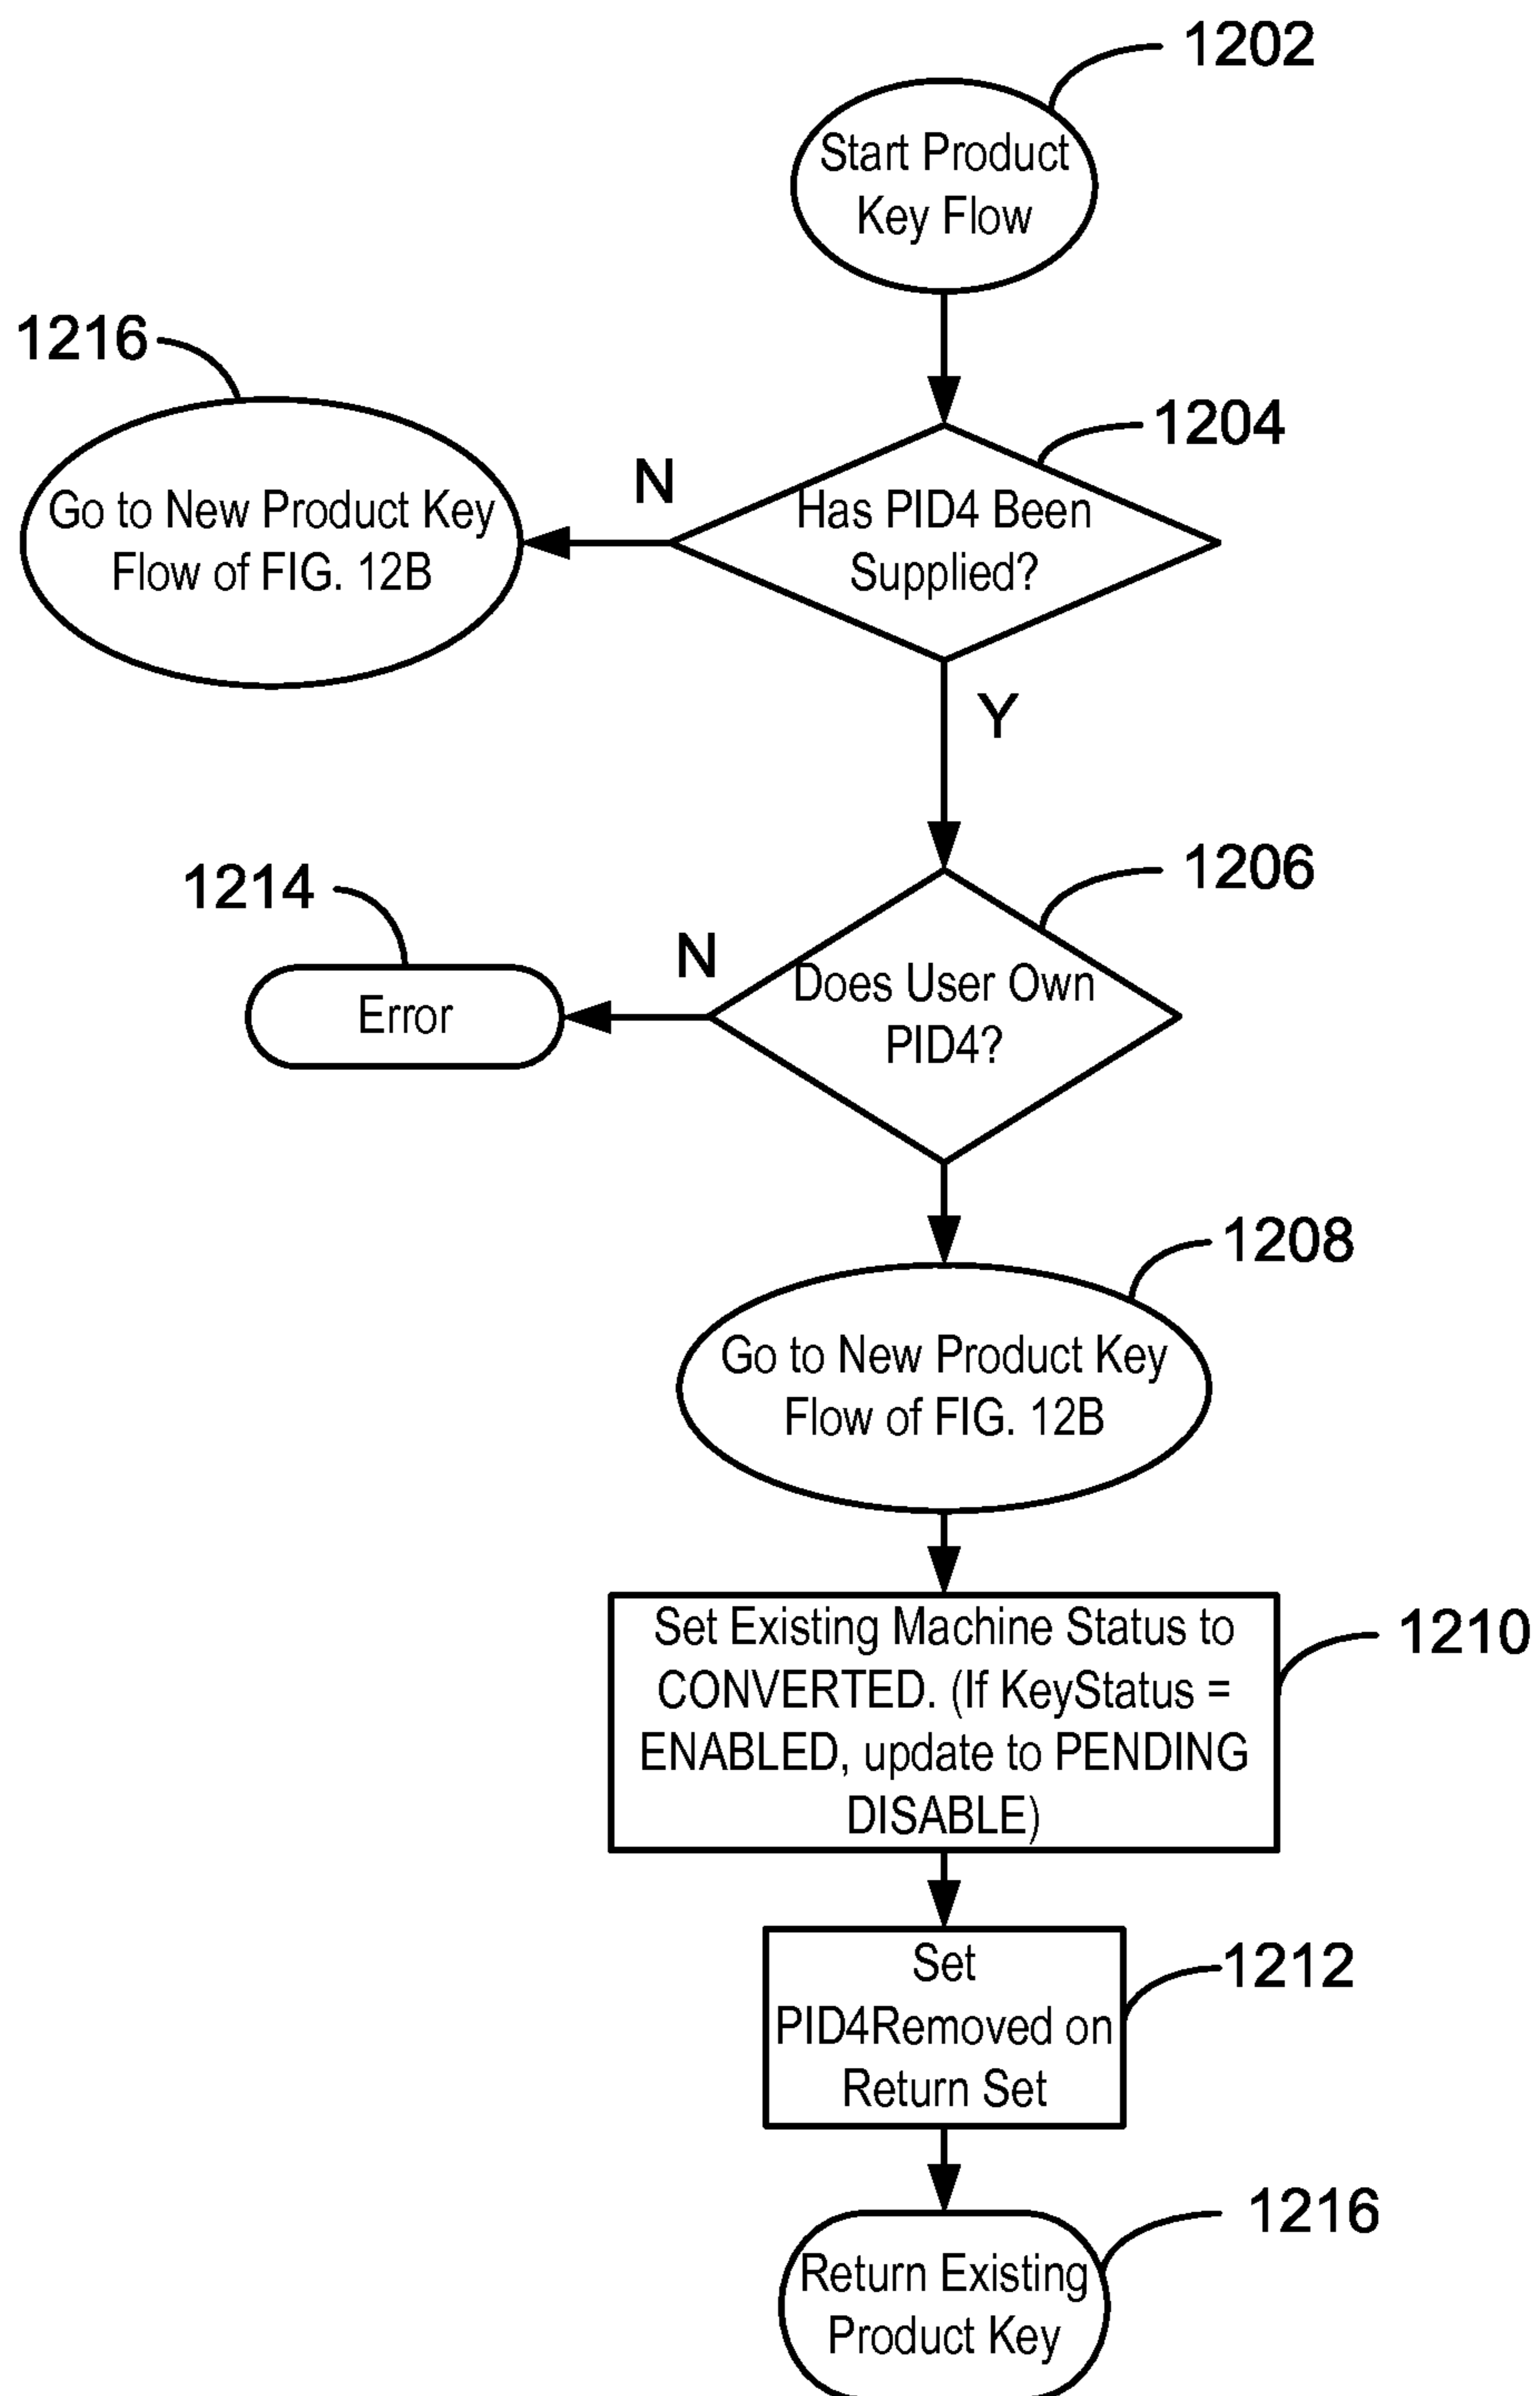 1202
Start Product
Key Flow
1216
1204
N
Go to New Product Key
Flow of FIG. 12B
Has PID4 Been
Supplied?
Y
1206
1214
N
Error
Does User Own
PID4?
1208
Go to New Product Key
Flow of FIG. 12B
Set Existing Machine Status to
CONVERTED. (If KeyStatus =
ENABLED, update to PENDING
DISABLE)
1210
Set
PID4Removed on
Return Set
1212
1216
Return Existing
Product Key